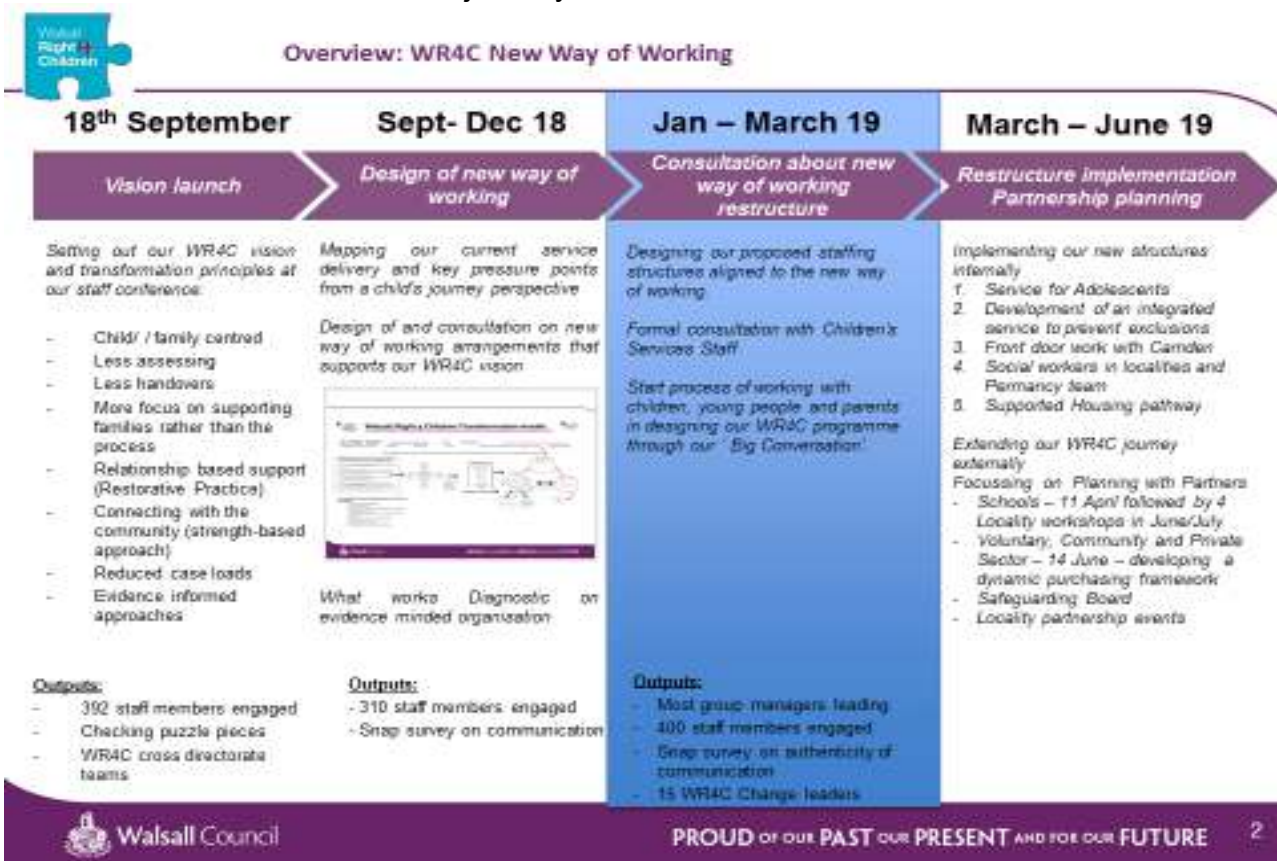 Walsall
Right 4
Children
Overview: WR4C New Way of Working
18th September
Vision launch
Setting out our WR4C vision
and transformation principles at
our staff conference:
- Child/ / family centred
- Less assessing
- Less handovers
- More focus on supporting
families rather than the
process
- Relationship based support
(Restorative Practice)
- Connecting with the
community (strength-based
approach)
- Reduced case loads
- Evidence informed
approaches
Outputs:
- 392 staff members engaged
- Checking puzzle pieces
- WR4C cross directorate
teams
Sept- Dec 18
Design of new way of
working
Mapping our current service
delivery and key pressure points
from a child's journey perspective
Design of and consultation on new
way of working arrangements that
supports our WR4C vision
What works Diagnostic on
evidence minded organisation
Outputs:
- 310 staff members engaged
- Snap survey on communication
Jan – March 19
Consultation about new
way of working
restructure
Designing our proposed staffing
structures aligned to the new way
of working
Formal consultation with Children's
Services Staff
Start process of working with
children, young people and parents
in designing our WR4C programme
through our 'Big Conversation'
Outputs:
- Most group managers leading
- 400 staff members engaged
- Snap survey on authenticity of
communication
- 15 WR4C Change leaders
March – June 19
Restructure implementation
Partnership planning
Implementing our new structures
internally
1. Service for Adolescents
2. Development of an integrated
service to prevent exclusions
3. Front door work with Camden
4. Social workers in localities and
Permancy team
5. Supported Housing pathway
Extending our WR4C journey
externally
Focussing on Planning with Partners
- Schools – 11 April followed by 4
Locality workshops in June/July
- Voluntary, Community and Private
Sector – 14 June – developing a
dynamic purchasing framework
- Safeguarding Board
- Locality partnership events
Walsall Council
PROUD OF OUR PAST OUR PRESENT AND FOR OUR FUTURE
2